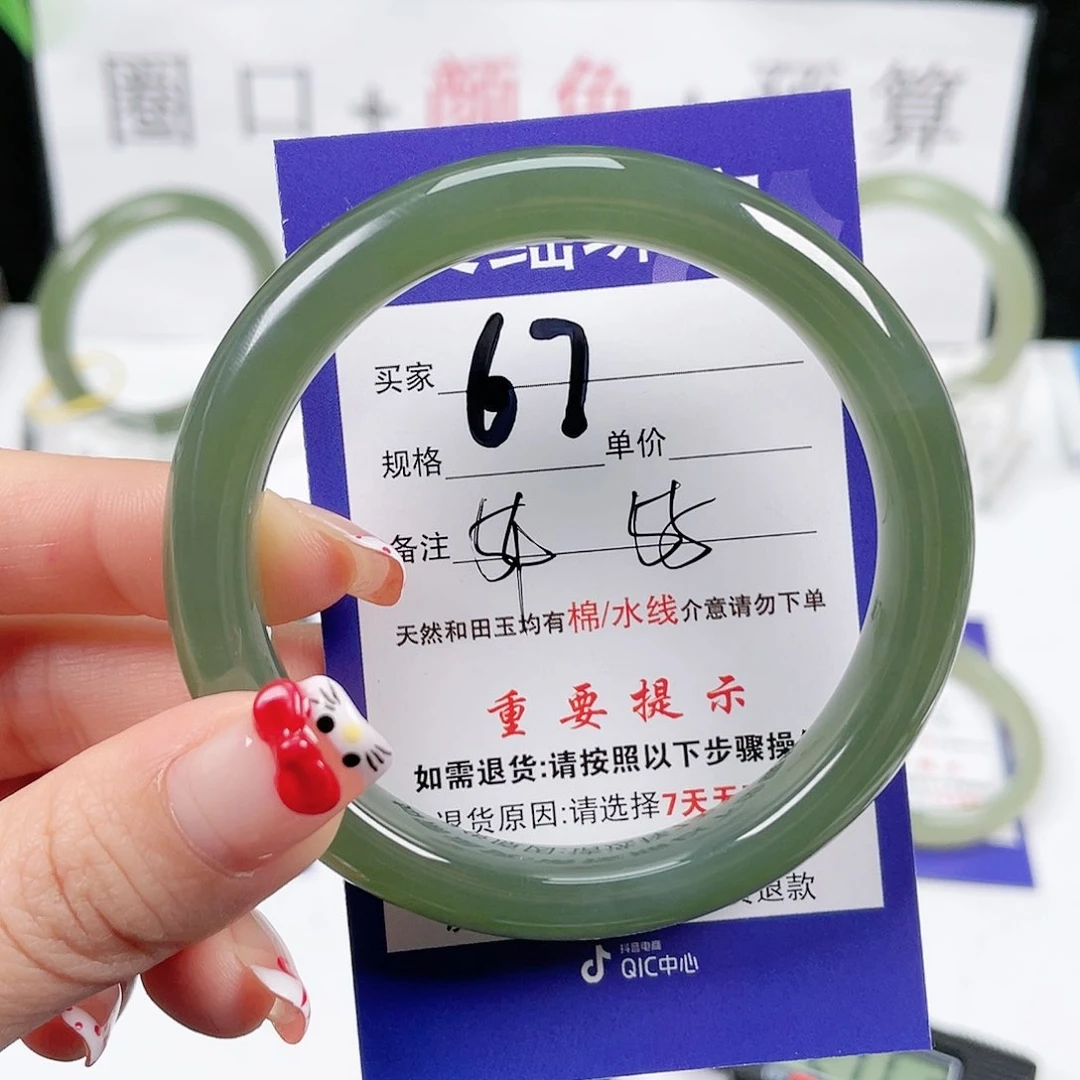 圈口+颜色+预算
买家 67
规格 单价
备注
天然和田玉均有棉/水线介意请勿下单
重要提示
如需退货:请按照以下步骤操
退货原因:请选择7天无
退款
抖音电商
QIC中心